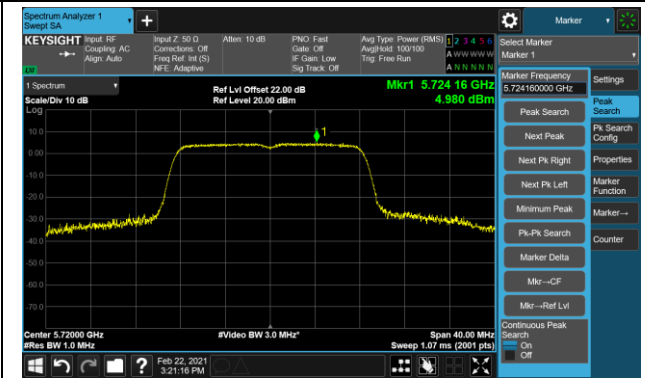 Spectrum Analyzer 1
Swept SA
Marker
KEYSIGHT
Input: RF
Coupling: AC
Align: Auto
Input Z: 50 Ω
Corrections: Off
Freq Ref: Int (S)
NFE: Adaptive
Atten: 10 dB
PNO: Fast
Gate: Off
IF Gain: Low
Sig Track: Off
Avg Type: Power (RMS)
Avg|Hold: 100/100
Trig: Free Run
1 2 3 4 5 6
A W W W W W
A N N N N N
Select Marker
Marker 1
1 Spectrum
Scale/Div 10 dB
Log
Ref Lvl Offset 22.00 dB
Ref Level 20.00 dBm
Mkr1 5.724 16 GHz
4.980 dBm
10.0
0.00
-10.0
-20.0
-30.0
-40.0
-50.0
-60.0
-70.0
1
Center 5.72000 GHz
#Res BW 1.0 MHz
#Video BW 3.0 MHz*
Span 40.00 MHz
Sweep 1.07 ms (2001 pts)
Marker Frequency
5.724160000 GHz
Peak Search
Next Peak
Next Pk Right
Next Pk Left
Minimum Peak
Pk-Pk Search
Marker Delta
Mkr→CF
Mkr→Ref Lvl
Continuous Peak
Search
On
Off
Settings
Peak
Search
Pk Search
Config
Properties
Marker
Function
Marker→
Counter
?
Feb 22, 2021
3:21:16 PM